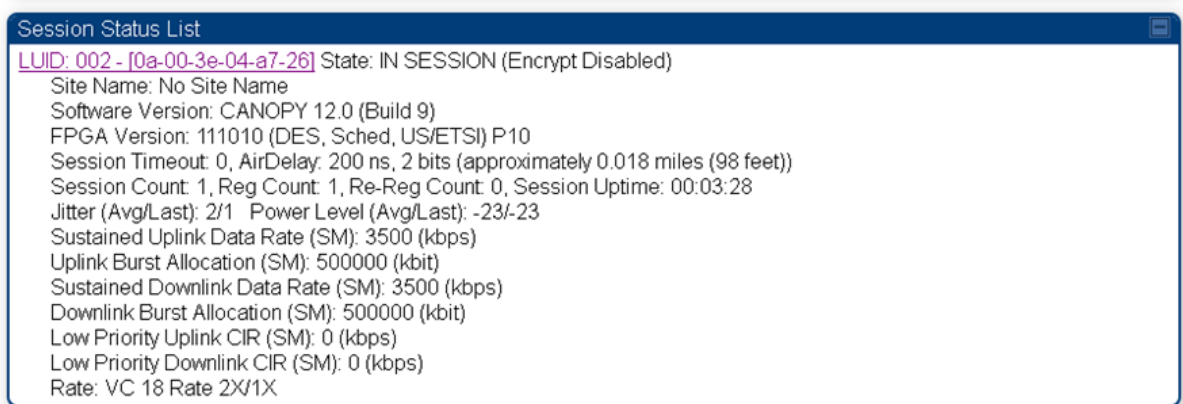 Session Status List
LUID: 002 - [0a-00-3e-04-a7-26] State: IN SESSION (Encrypt Disabled)
Site Name: No Site Name
Software Version: CANOPY 12.0 (Build 9)
FPGA Version: 111010 (DES, Sched, US/ETSI) P10
Session Timeout: 0, AirDelay: 200 ns, 2 bits (approximately 0.018 miles (98 feet))
Session Count: 1, Reg Count: 1, Re-Reg Count: 0, Session Uptime: 00:03:28
Jitter (Avg/Last): 2/1 Power Level (Avg/Last): -23/-23
Sustained Uplink Data Rate (SM): 3500 (kbps)
Uplink Burst Allocation (SM): 500000 (kbit)
Sustained Downlink Data Rate (SM): 3500 (kbps)
Downlink Burst Allocation (SM): 500000 (kbit)
Low Priority Uplink CIR (SM): 0 (kbps)
Low Priority Downlink CIR (SM): 0 (kbps)
Rate: VC 18 Rate 2X/1X